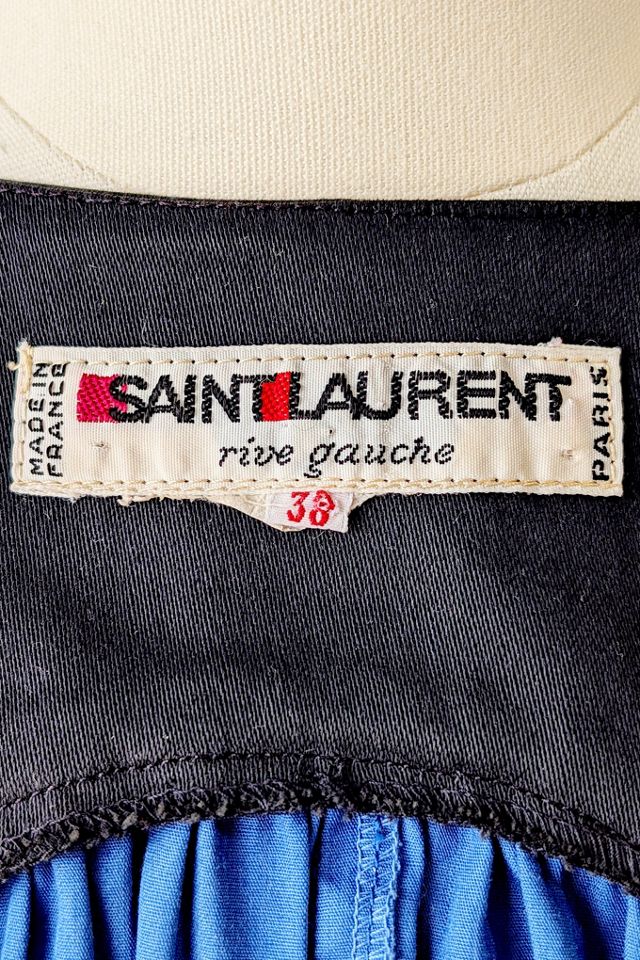 MADE IN
FRANCE
SAINT LAURENT
rive gauche
PARIS
38